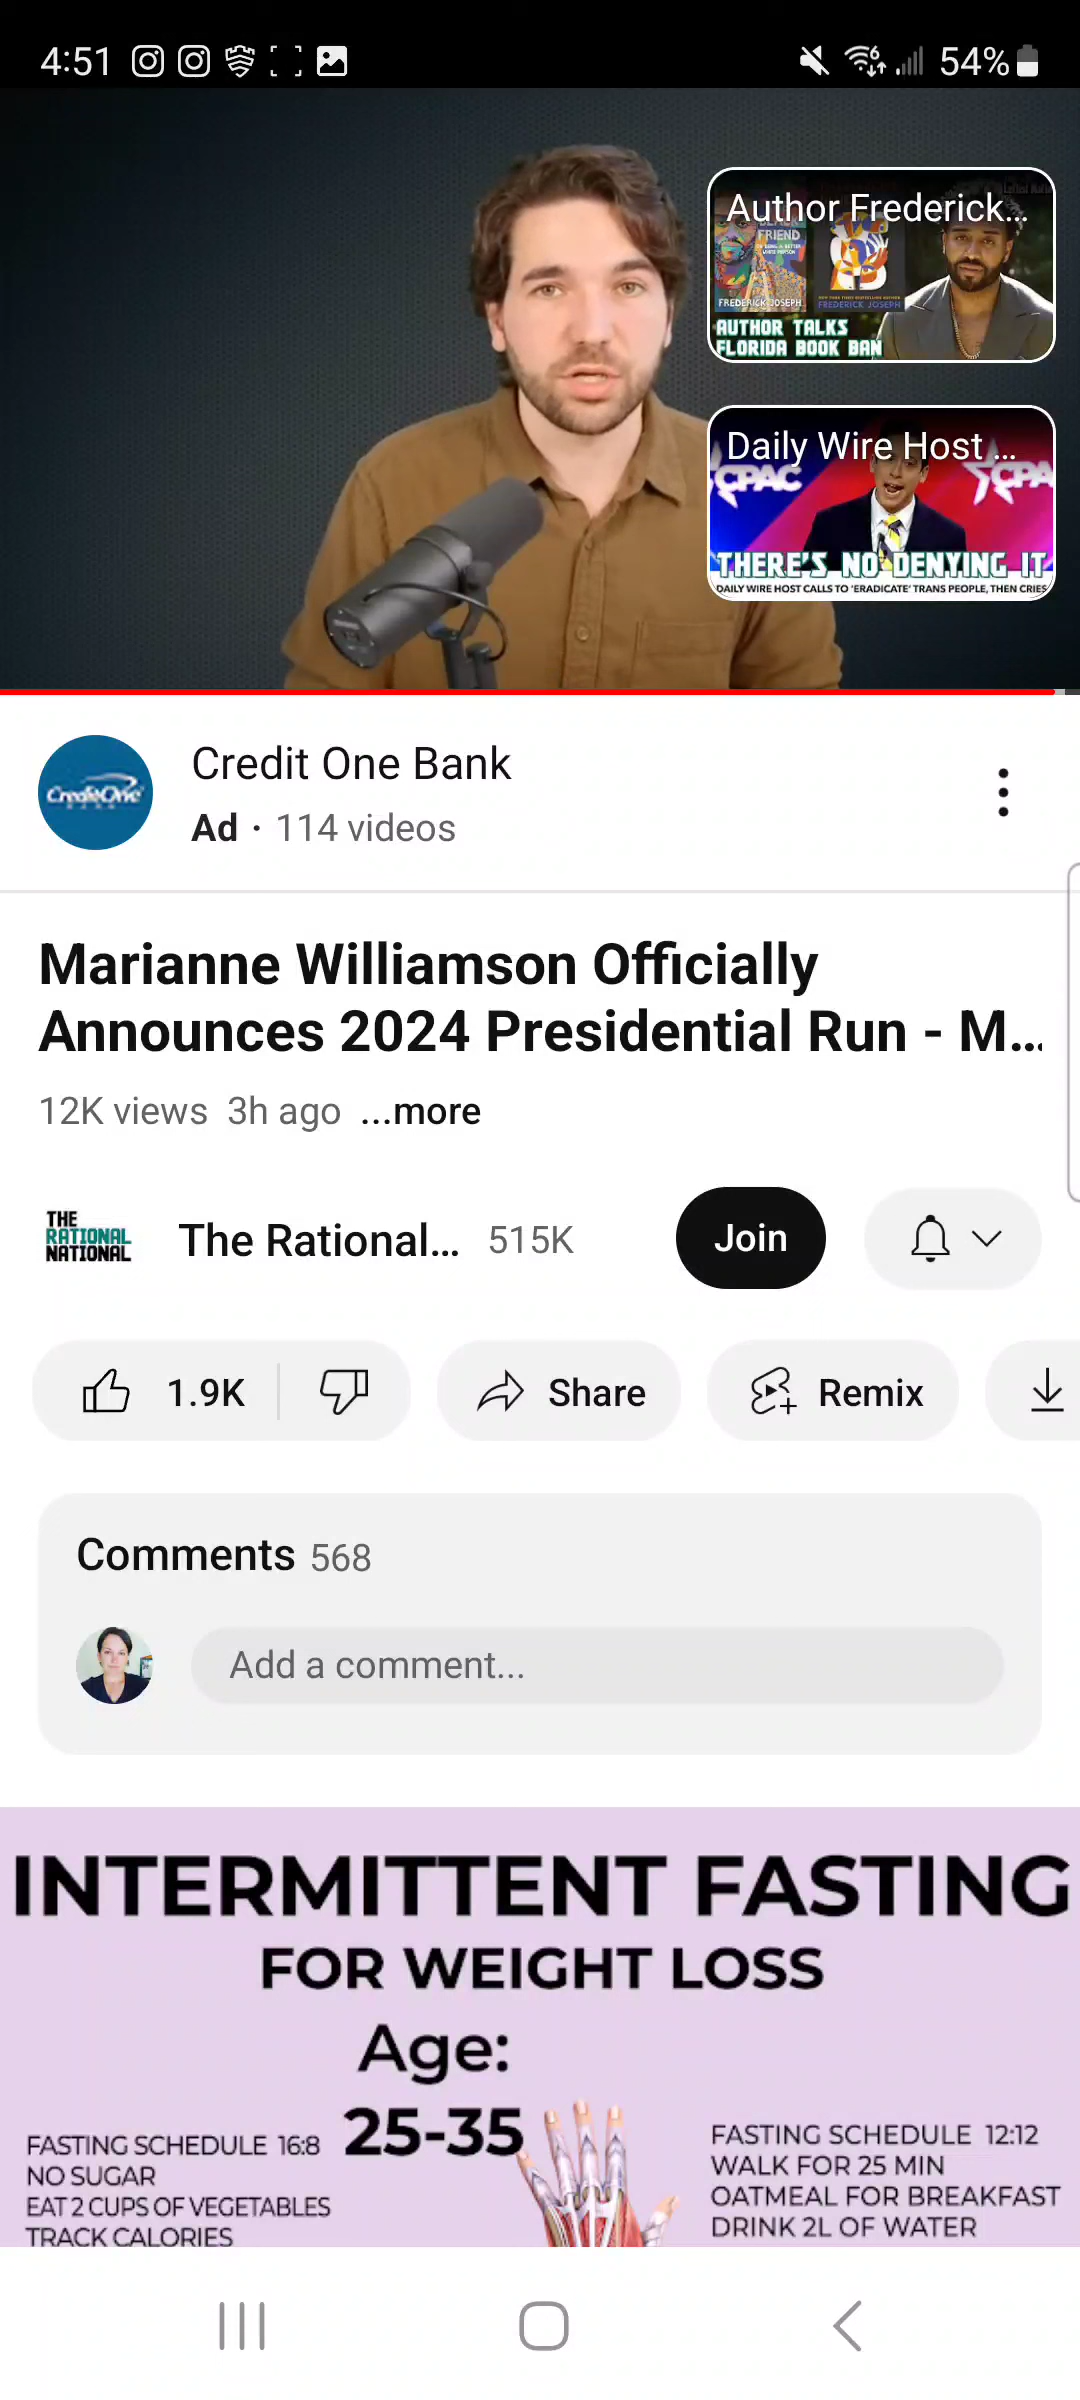 4:51
54%
Author Frederick...
FRIEND
FREDERICK JOSEPH
FREDERICK JOSEPH
AUTHOR TALKS
FLORIDA BOOK BAN
Daily Wire Host ...
CPAC
CPA
THERE'S NO DENYING IT
DAILY WIRE HOST CALLS TO 'ERADICATE' TRANS PEOPLE, THEN CRIES
CreditOne
BANK
Credit One Bank
Ad · 114 videos
Marianne Williamson Officially
Announces 2024 Presidential Run - M...
12K views 3h ago ...more
THE
RATIONAL
NATIONAL
The Rational... 515K
Join
1.9K
Share
Remix
Comments 568
Add a comment...
INTERMITTENT FASTING
FOR WEIGHT LOSS
Age:
25-35
FASTING SCHEDULE 16:8
NO SUGAR
EAT 2 CUPS OF VEGETABLES
TRACK CALORIES
FASTING SCHEDULE 12:12
WALK FOR 25 MIN
OATMEAL FOR BREAKFAST
DRINK 2L OF WATER